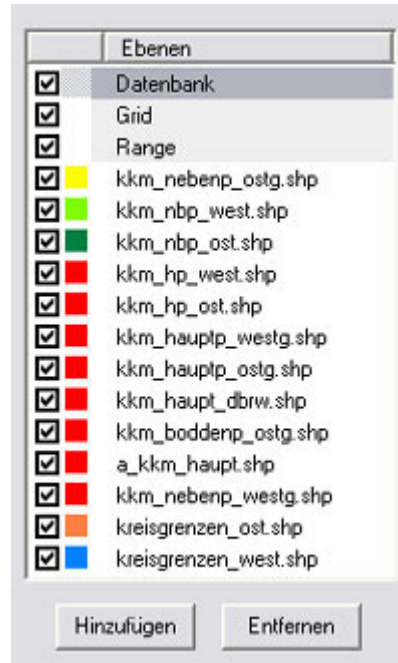 Ebenen
Datenbank
Grid
Range
kkm_nebenp_ostg.shp
kkm_nbp_west.shp
kkm_nbp_ost.shp
kkm_hp_west.shp
kkm_hp_ost.shp
kkm_hauptp_westg.shp
kkm_hauptp_ostg.shp
kkm_haupt_dbrw.shp
kkm_boddenp_ostg.shp
a_kkm_haupt.shp
kkm_nebenp_westg.shp
kreisgrenzen_ost.shp
kreisgrenzen_west.shp
Hinzufügen Entfernen